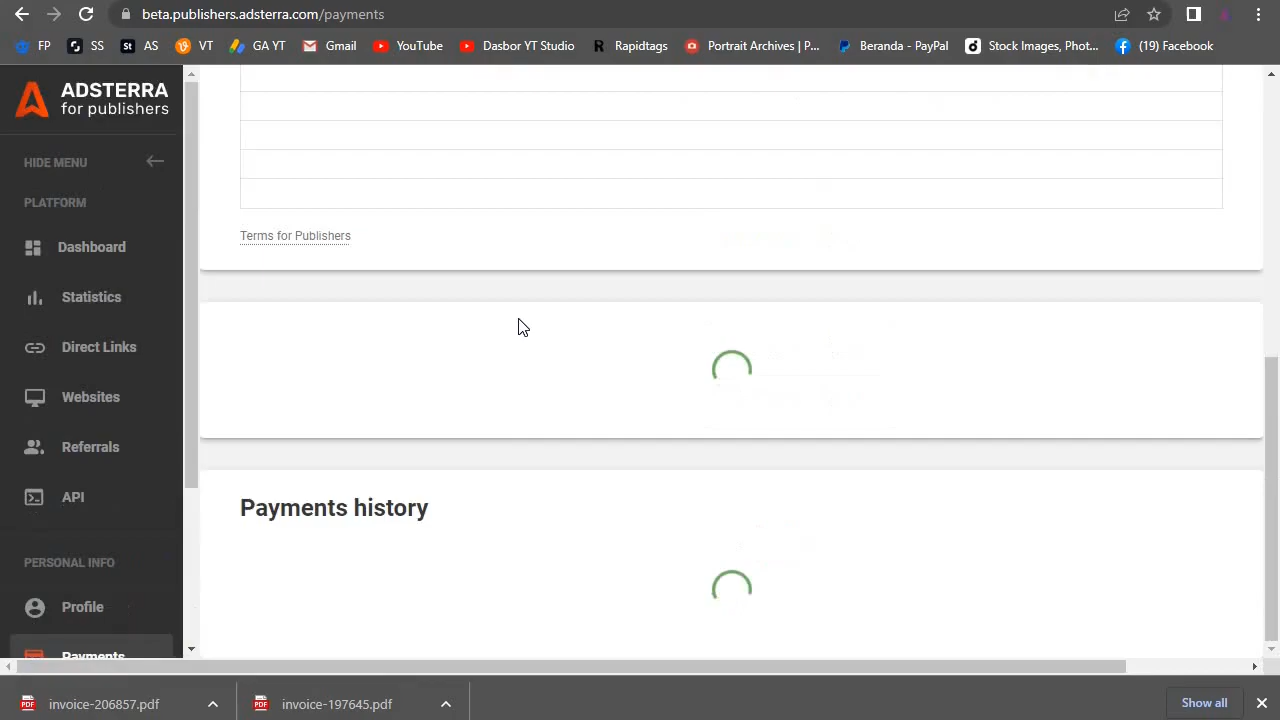 beta.publishers.adsterra.com/payments
FP SS AS VT GA YT Gmail YouTube Dasbor YT Studio Rapidtags Portrait Archives | P... Beranda - PayPal Stock Images, Phot... (19) Facebook
ADSTERRA
for publishers
HIDE MENU
PLATFORM
Dashboard
Statistics
Direct Links
Websites
Referrals
API
PERSONAL INFO
Profile
Payments
Terms for Publishers
Payments history
invoice-206857.pdf
invoice-197645.pdf
Show all